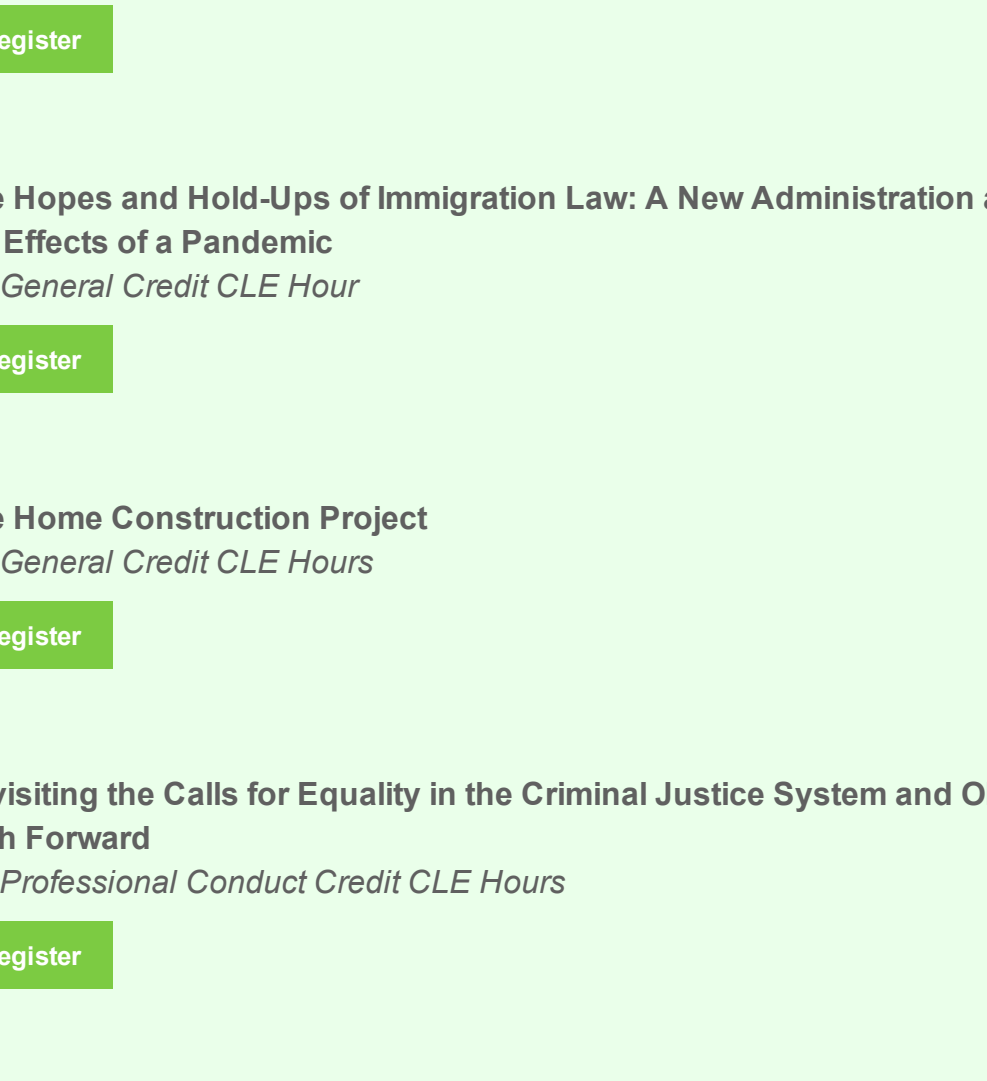 egister
e Hopes and Hold-Ups of Immigration Law: A New Administration a
Effects of a Pandemic
General Credit CLE Hour
egister
e Home Construction Project
General Credit CLE Hours
egister
visiting the Calls for Equality in the Criminal Justice System and O
h Forward
Professional Conduct Credit CLE Hours
egister